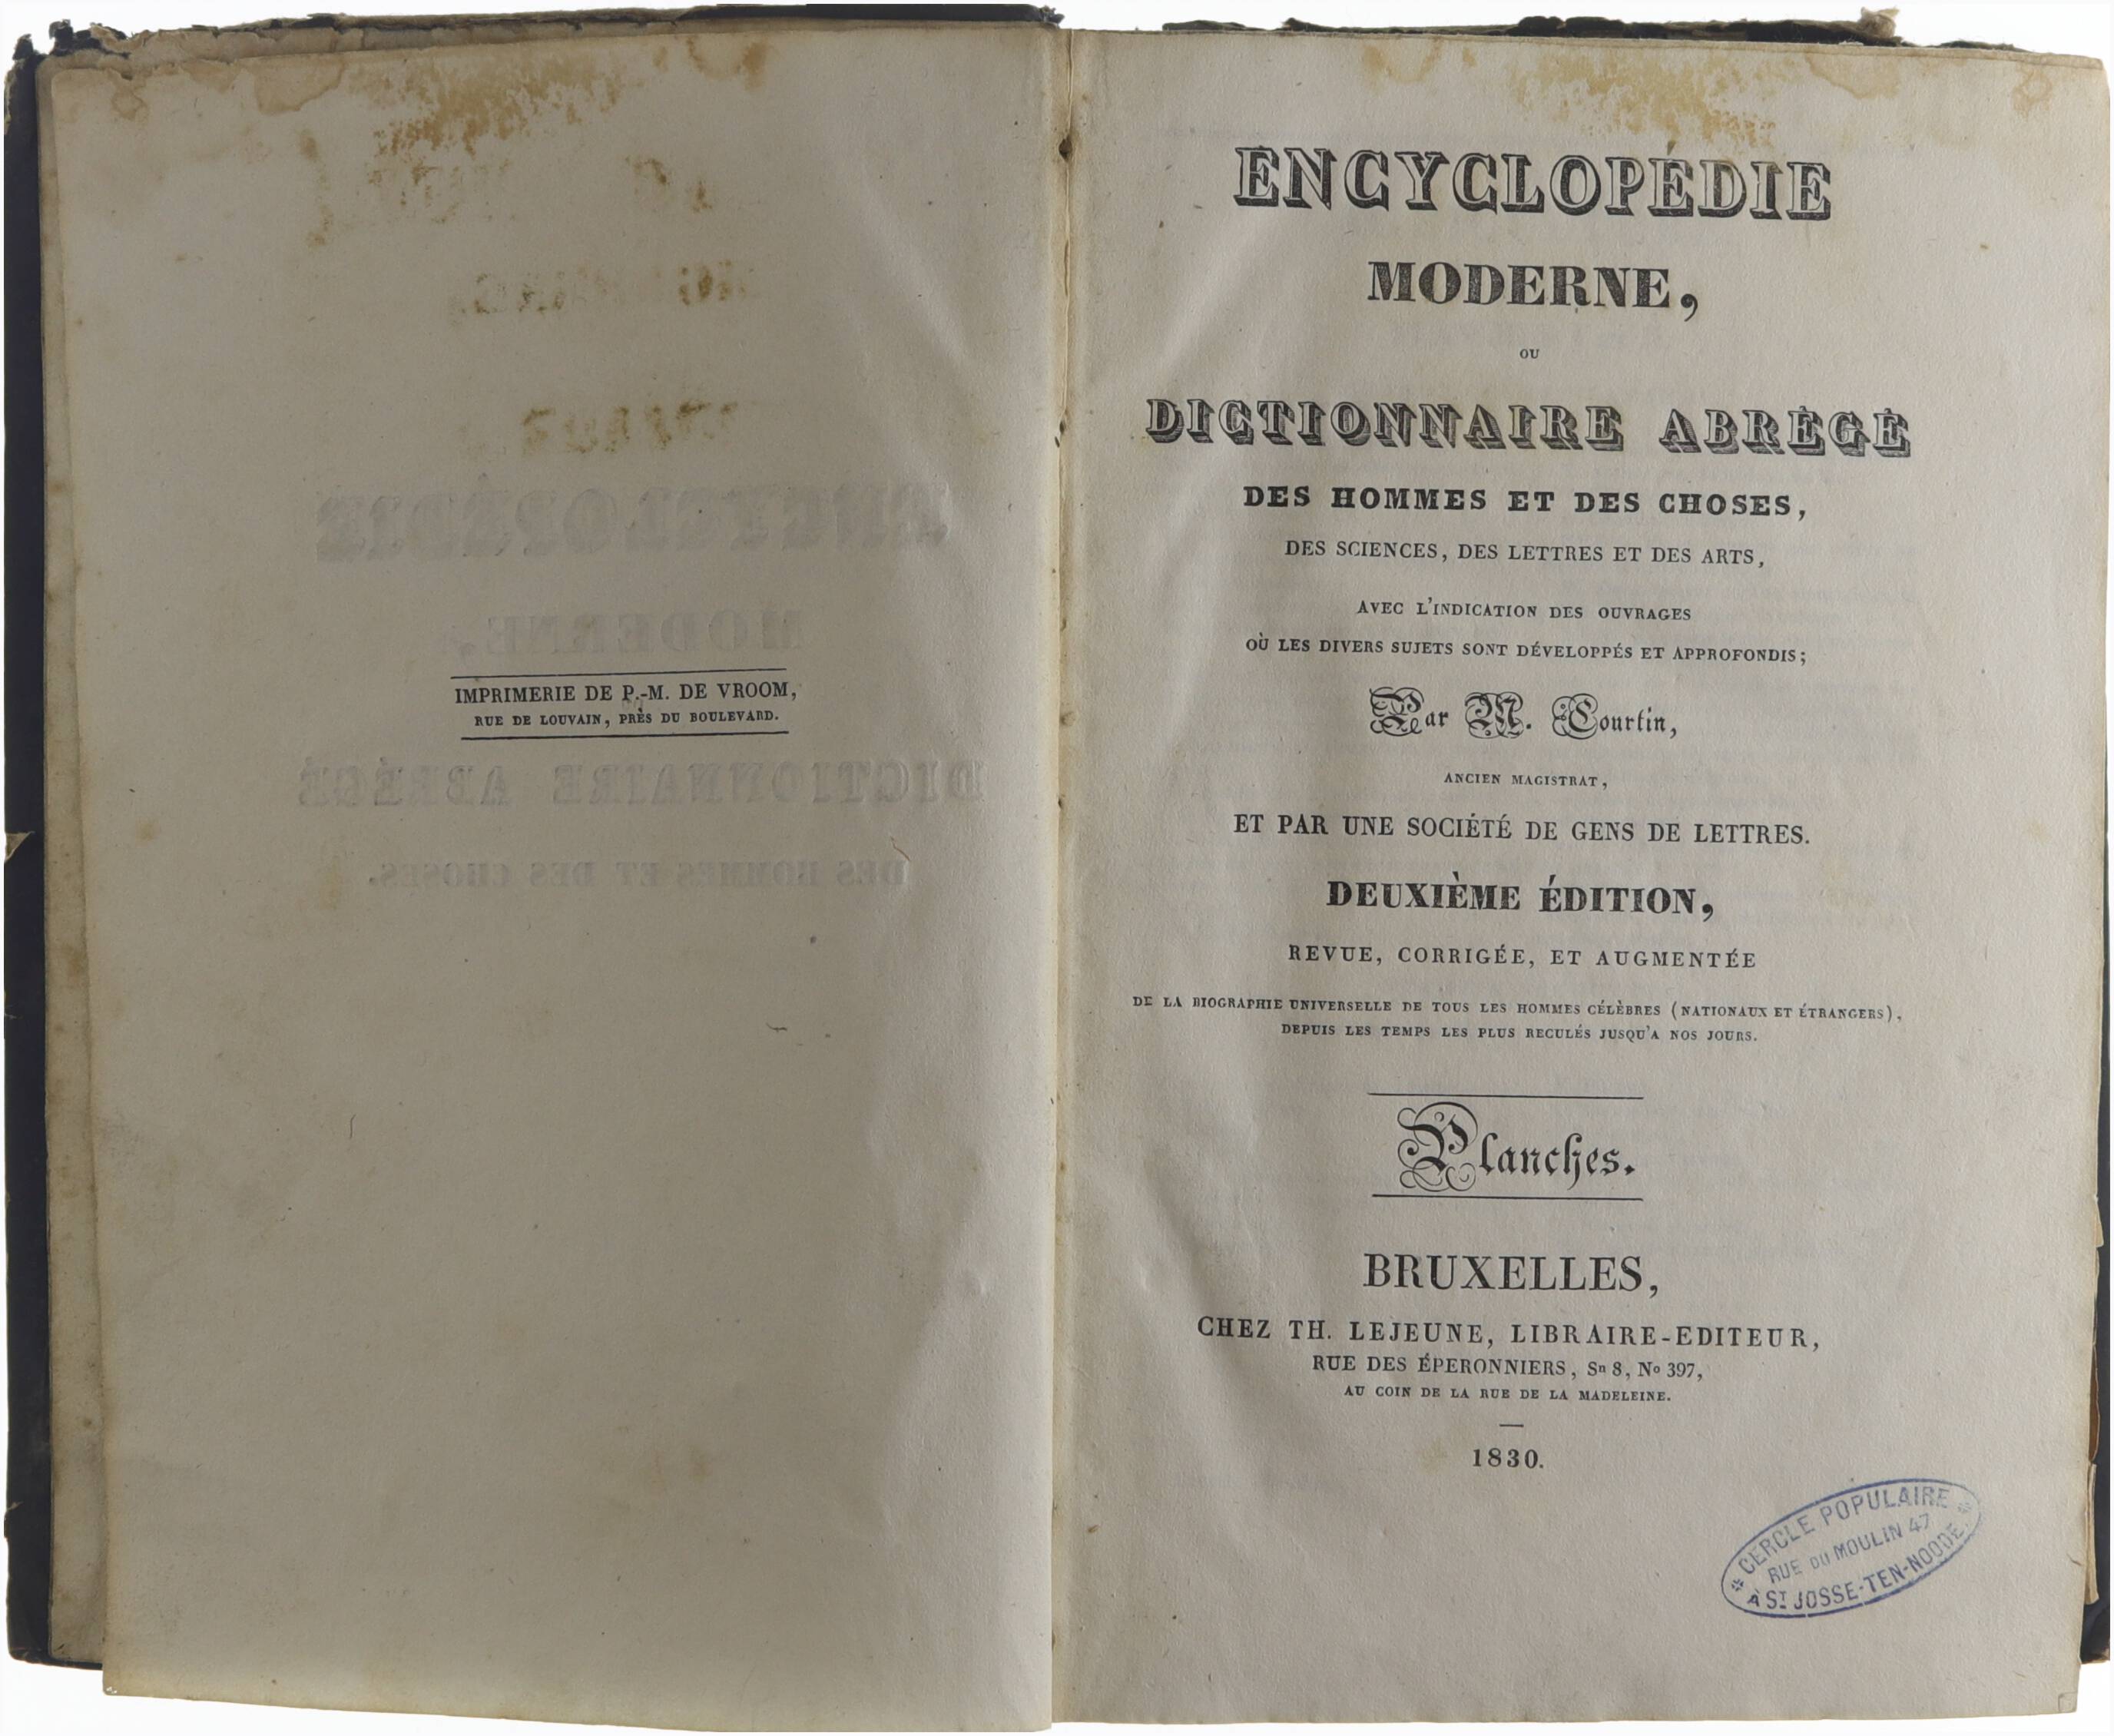 IMPRIMERIE DE P.-M. DE VROOM,
RUE DE LOUVAIN, PRÈS DU BOULEVARD.
ENCYCLOPÉDIE
MODERNE,
OU
DICTIONNAIRE ABRÉGÉ
DES HOMMES ET DES CHOSES,
DES SCIENCES, DES LETTRES ET DES ARTS,
AVEC L'INDICATION DES OUVRAGES
OÙ LES DIVERS SUJETS SONT DÉVELOPPÉS ET APPROFONDIS;
Par M. Courtin,
ANCIEN MAGISTRAT,
ET PAR UNE SOCIÉTÉ DE GENS DE LETTRES.
DEUXIÈME ÉDITION,
REVUE, CORRIGÉE, ET AUGMENTÉE
DE LA BIOGRAPHIE UNIVERSELLE DE TOUS LES HOMMES CÉLÈBRES (NATIONAUX ET ÉTRANGERS),
DEPUIS LES TEMPS LES PLUS RECULÉS JUSQU'A NOS JOURS.
Planches.
BRUXELLES,
CHEZ TH. LEJEUNE, LIBRAIRE-EDITEUR,
RUE DES ÉPERONNIERS, Sn 8, No 397,
AU COIN DE LA RUE DE LA MADELEINE.
1830.
CERCLE POPULAIRE
RUE DU MOULIN 47
À ST JOSSE-TEN-NOODE